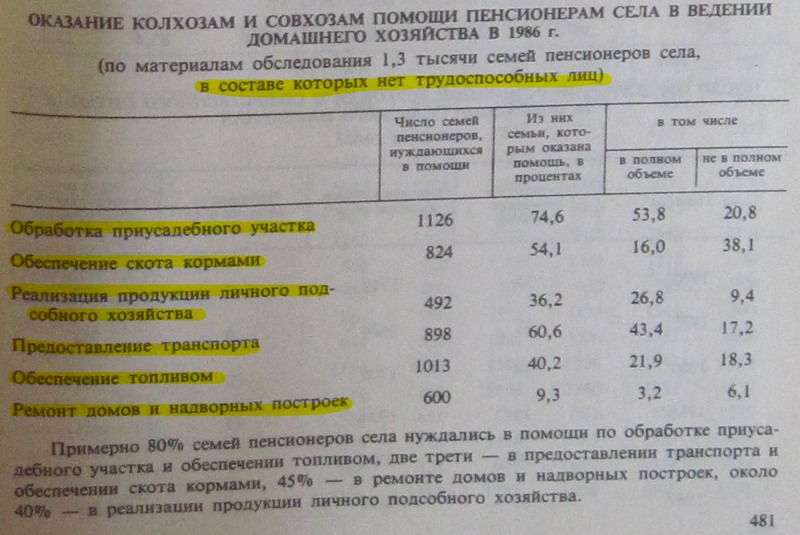 ОКАЗАНИЕ КОЛХОЗАМ И СОВХОЗАМ ПОМОЩИ ПЕНСИОНЕРАМ СЕЛА В ВЕДЕНИИ
ДОМАШНЕГО ХОЗЯЙСТВА В 1986 г.
(по материалам обследования 1,3 тысячи семей пенсионеров села,
в составе которых нет трудоспособных лиц)
Число семей пенсионеров, нуждающихся в помощи
Из них семьи, кото- рым оказана помощь, в процентах
в том числе
в полном объеме
не в полном объеме
Обработка приусадебного участка 1126 74,6 53,8 20,8
Обеспечение скота кормами 824 54,1 16,0 38,1
Реализация продукции личного под-
собного хозяйства 492 36,2 26,8 9,4
Предоставление транспорта 898 60,6 43,4 17,2
Обеспечение топливом 1013 40,2 21,9 18,3
Ремонт домов и надворных построек 600 9,3 3,2 6,1
Примерно 80% семей пенсионеров села нуждались в помощи по обработке приуса-
дебного участка и обеспечении топливом, две трети — в предоставлении транспорта и
обеспечении скота кормами, 45% — в ремонте домов и надворных построек, около
40% — в реализации продукции личного подсобного хозяйства.
481